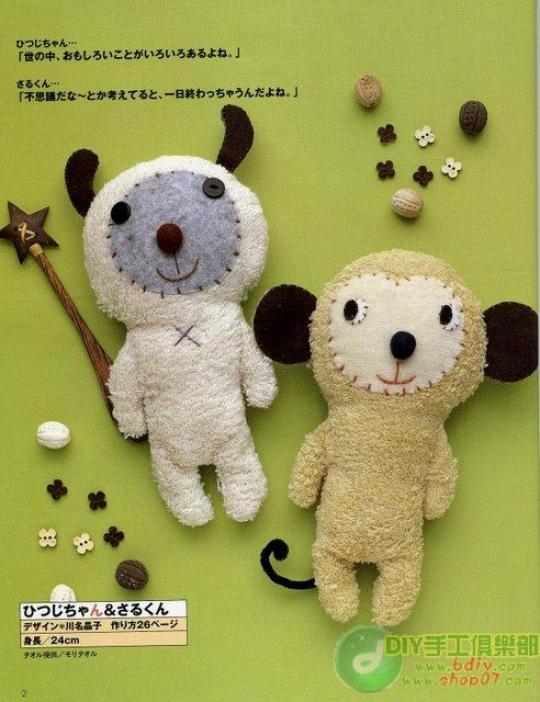 ひつじちゃん…
「世の中、おもしろいことがいろいろあるよね。」
さるくん…
「不思議だな〜とか考えてると、一日終わっちゃうんだよね。」
ひつじちゃん&さるくん
デザイン*川名晶子 作り方26ページ
身長/24cm
タオル提供/モリタオル
2
DIY手工俱樂部
www.bdiy.com
www.shop07.com